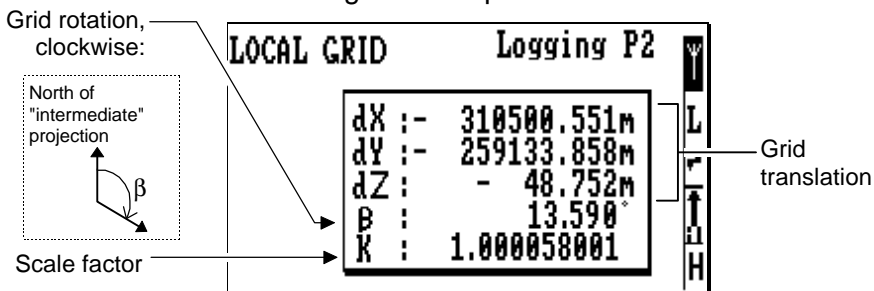 Grid rotation,
clockwise:
North of
"intermediate"
projection
β
Scale factor
LOCAL GRID Logging P2
dX :- 310500.551m
dY :- 259133.858m
dZ : - 48.752m
β : 13.590°
K : 1.000058001
L
H
Grid
translation